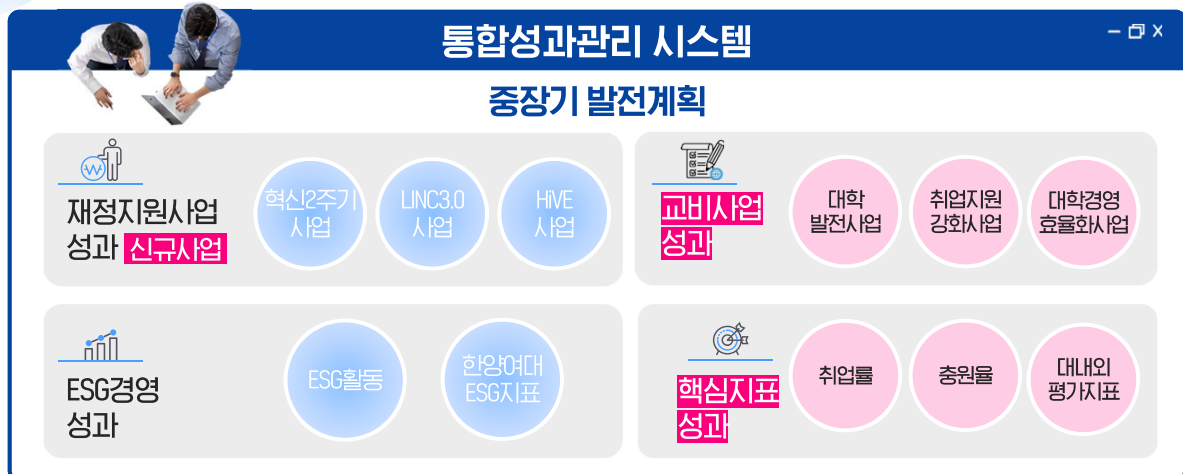 통합성과관리 시스템
중장기 발전계획
재정지원사업
성과 신규사업
혁신2주기
사업
LINC3.0
사업
HiVE
사업
교비사업
성과
대학
발전사업
취업지원
강화사업
대학경영
효율화사업
ESG경영
성과
ESG활동
한양여대
ESG지표
핵심지표
성과
취업률
충원율
대내외
평가지표